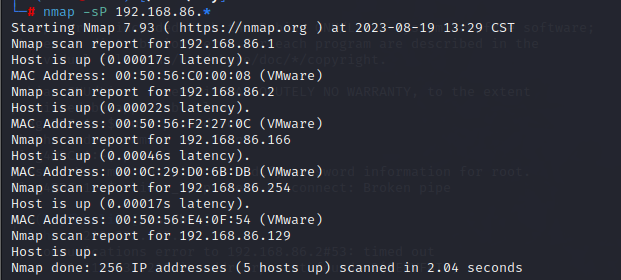 └─# nmap -sP 192.168.86.*
Starting Nmap 7.93 ( https://nmap.org ) at 2023-08-19 13:29 CST
Nmap scan report for 192.168.86.1
Host is up (0.00017s latency).
MAC Address: 00:50:56:C0:00:08 (VMware)
Nmap scan report for 192.168.86.2
Host is up (0.00022s latency).
MAC Address: 00:50:56:F2:27:0C (VMware)
Nmap scan report for 192.168.86.166
Host is up (0.00046s latency).
MAC Address: 00:0C:29:D0:6B:DB (VMware)
Nmap scan report for 192.168.86.254
Host is up (0.00017s latency).
MAC Address: 00:50:56:E4:0F:54 (VMware)
Nmap scan report for 192.168.86.129
Host is up.
Nmap done: 256 IP addresses (5 hosts up) scanned in 2.04 seconds